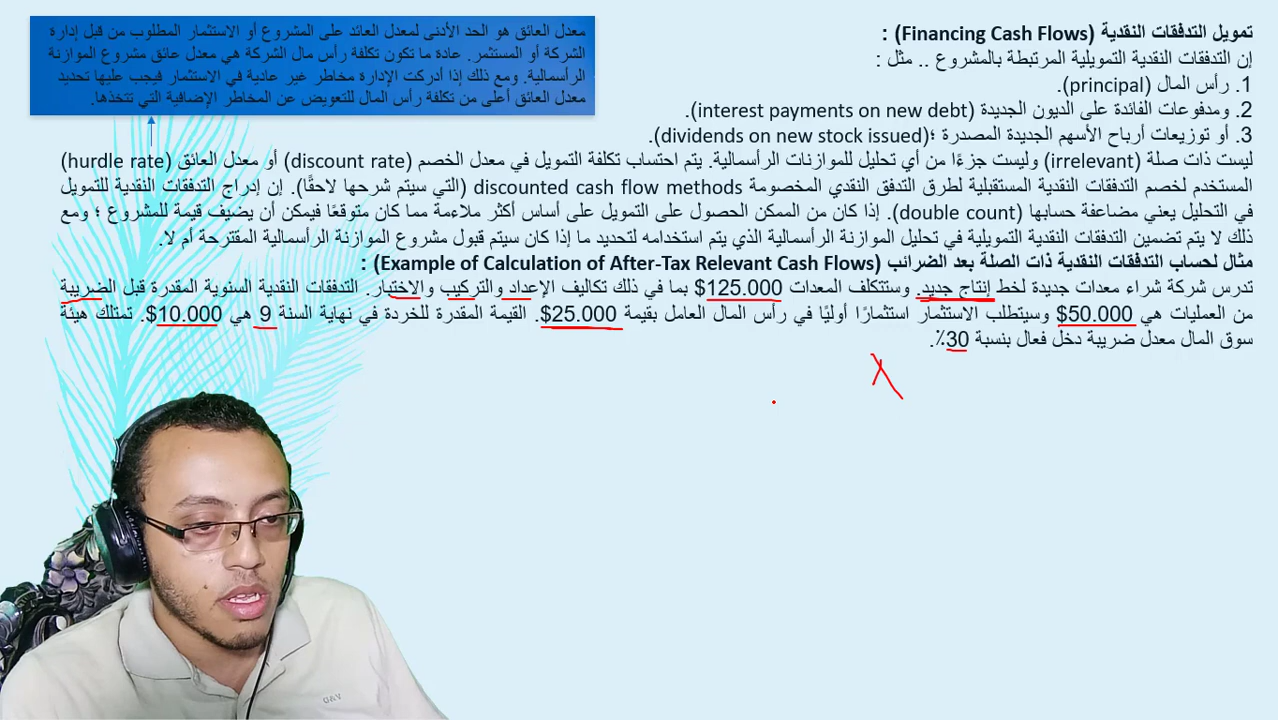 تمويل التدفقات النقدية (Financing Cash Flows) :
إن التدفقات النقدية التمويلية المرتبطة بالمشروع .. مثل :
1. رأس المال (principal).
2. ومدفوعات الفائدة على الديون الجديدة (interest payments on new debt).
3. أو توزيعات أرباح الأسهم الجديدة المصدرة ؛(dividends on new stock issued).
معدل العائق هو الحد الأدنى لمعدل العائد على المشروع أو الاستثمار المطلوب من قبل إدارة
الشركة أو المستثمر. عادة ما تكون تكلفة رأس مال الشركة هي معدل عائق مشروع الموازنة
الرأسمالية. ومع ذلك إذا أدركت الإدارة مخاطر غير عادية في الاستثمار فيجب عليها تحديد
معدل العائق أعلى من تكلفة رأس المال للتعويض عن المخاطر الإضافية التي تتخذها.
ليست ذات صلة (irrelevant) وليست جزءًا من أي تحليل للموازنات الرأسمالية. يتم احتساب تكلفة التمويل في معدل الخصم (discount rate) أو معدل العائق (hurdle rate)
المستخدم لخصم التدفقات النقدية المستقبلية لطرق التدفق النقدي المخصومة discounted cash flow methods (التي سيتم شرحها لاحقًا). إن إدراج التدفقات النقدية للتمويل
في التحليل يعني مضاعفة حسابها (double count). إذا كان من الممكن الحصول على التمويل على أساس أكثر ملاءمة مما كان متوقعًا فيمكن أن يضيف قيمة للمشروع ؛ ومع
ذلك لا يتم تضمين التدفقات النقدية التمويلية في تحليل الموازنة الرأسمالية الذي يتم استخدامه لتحديد ما إذا كان سيتم قبول مشروع الموازنة الرأسمالية المقترحة أم لا.
مثال لحساب التدفقات النقدية ذات الصلة بعد الضرائب (Example of Calculation of After-Tax Relevant Cash Flows) :
تدرس شركة شراء معدات جديدة لخط إنتاج جديد. وستتكلف المعدات 125.000$ بما في ذلك تكاليف الإعداد والتركيب والاختبار. التدفقات النقدية السنوية المقدرة قبل الضريبة
من العمليات هي 50.000$ وسيتطلب الاستثمار استثمارًا أوليًا في رأس المال العامل بقيمة 25.000$. القيمة المقدرة للخردة في نهاية السنة 9 هي 10.000$. تمتلك هيئة
سوق المال معدل ضريبة دخل فعال بنسبة 30٪.